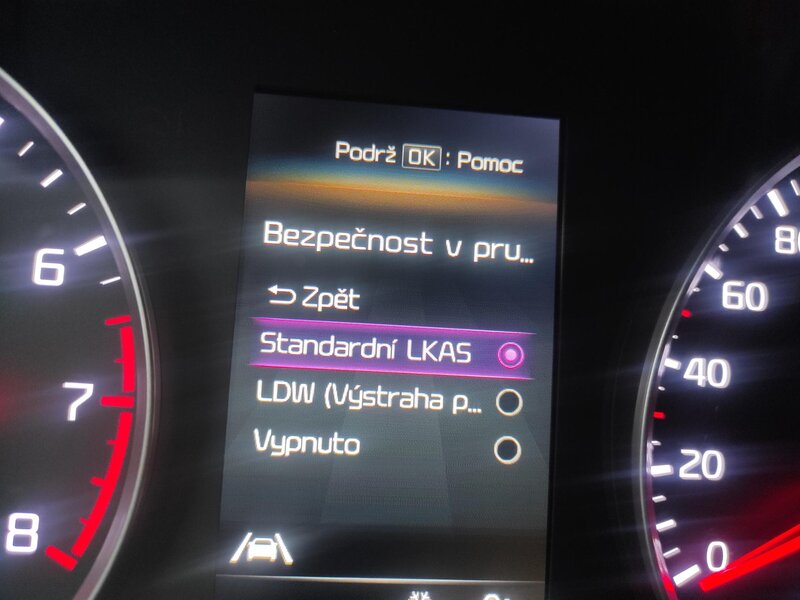 Podrž OK : Pomoc
Bezpečnost v pru...
Zpět
Standardní LKAS
LDW (Výstraha p...
Vypnuto
6
7
8
80
60
40
20
0